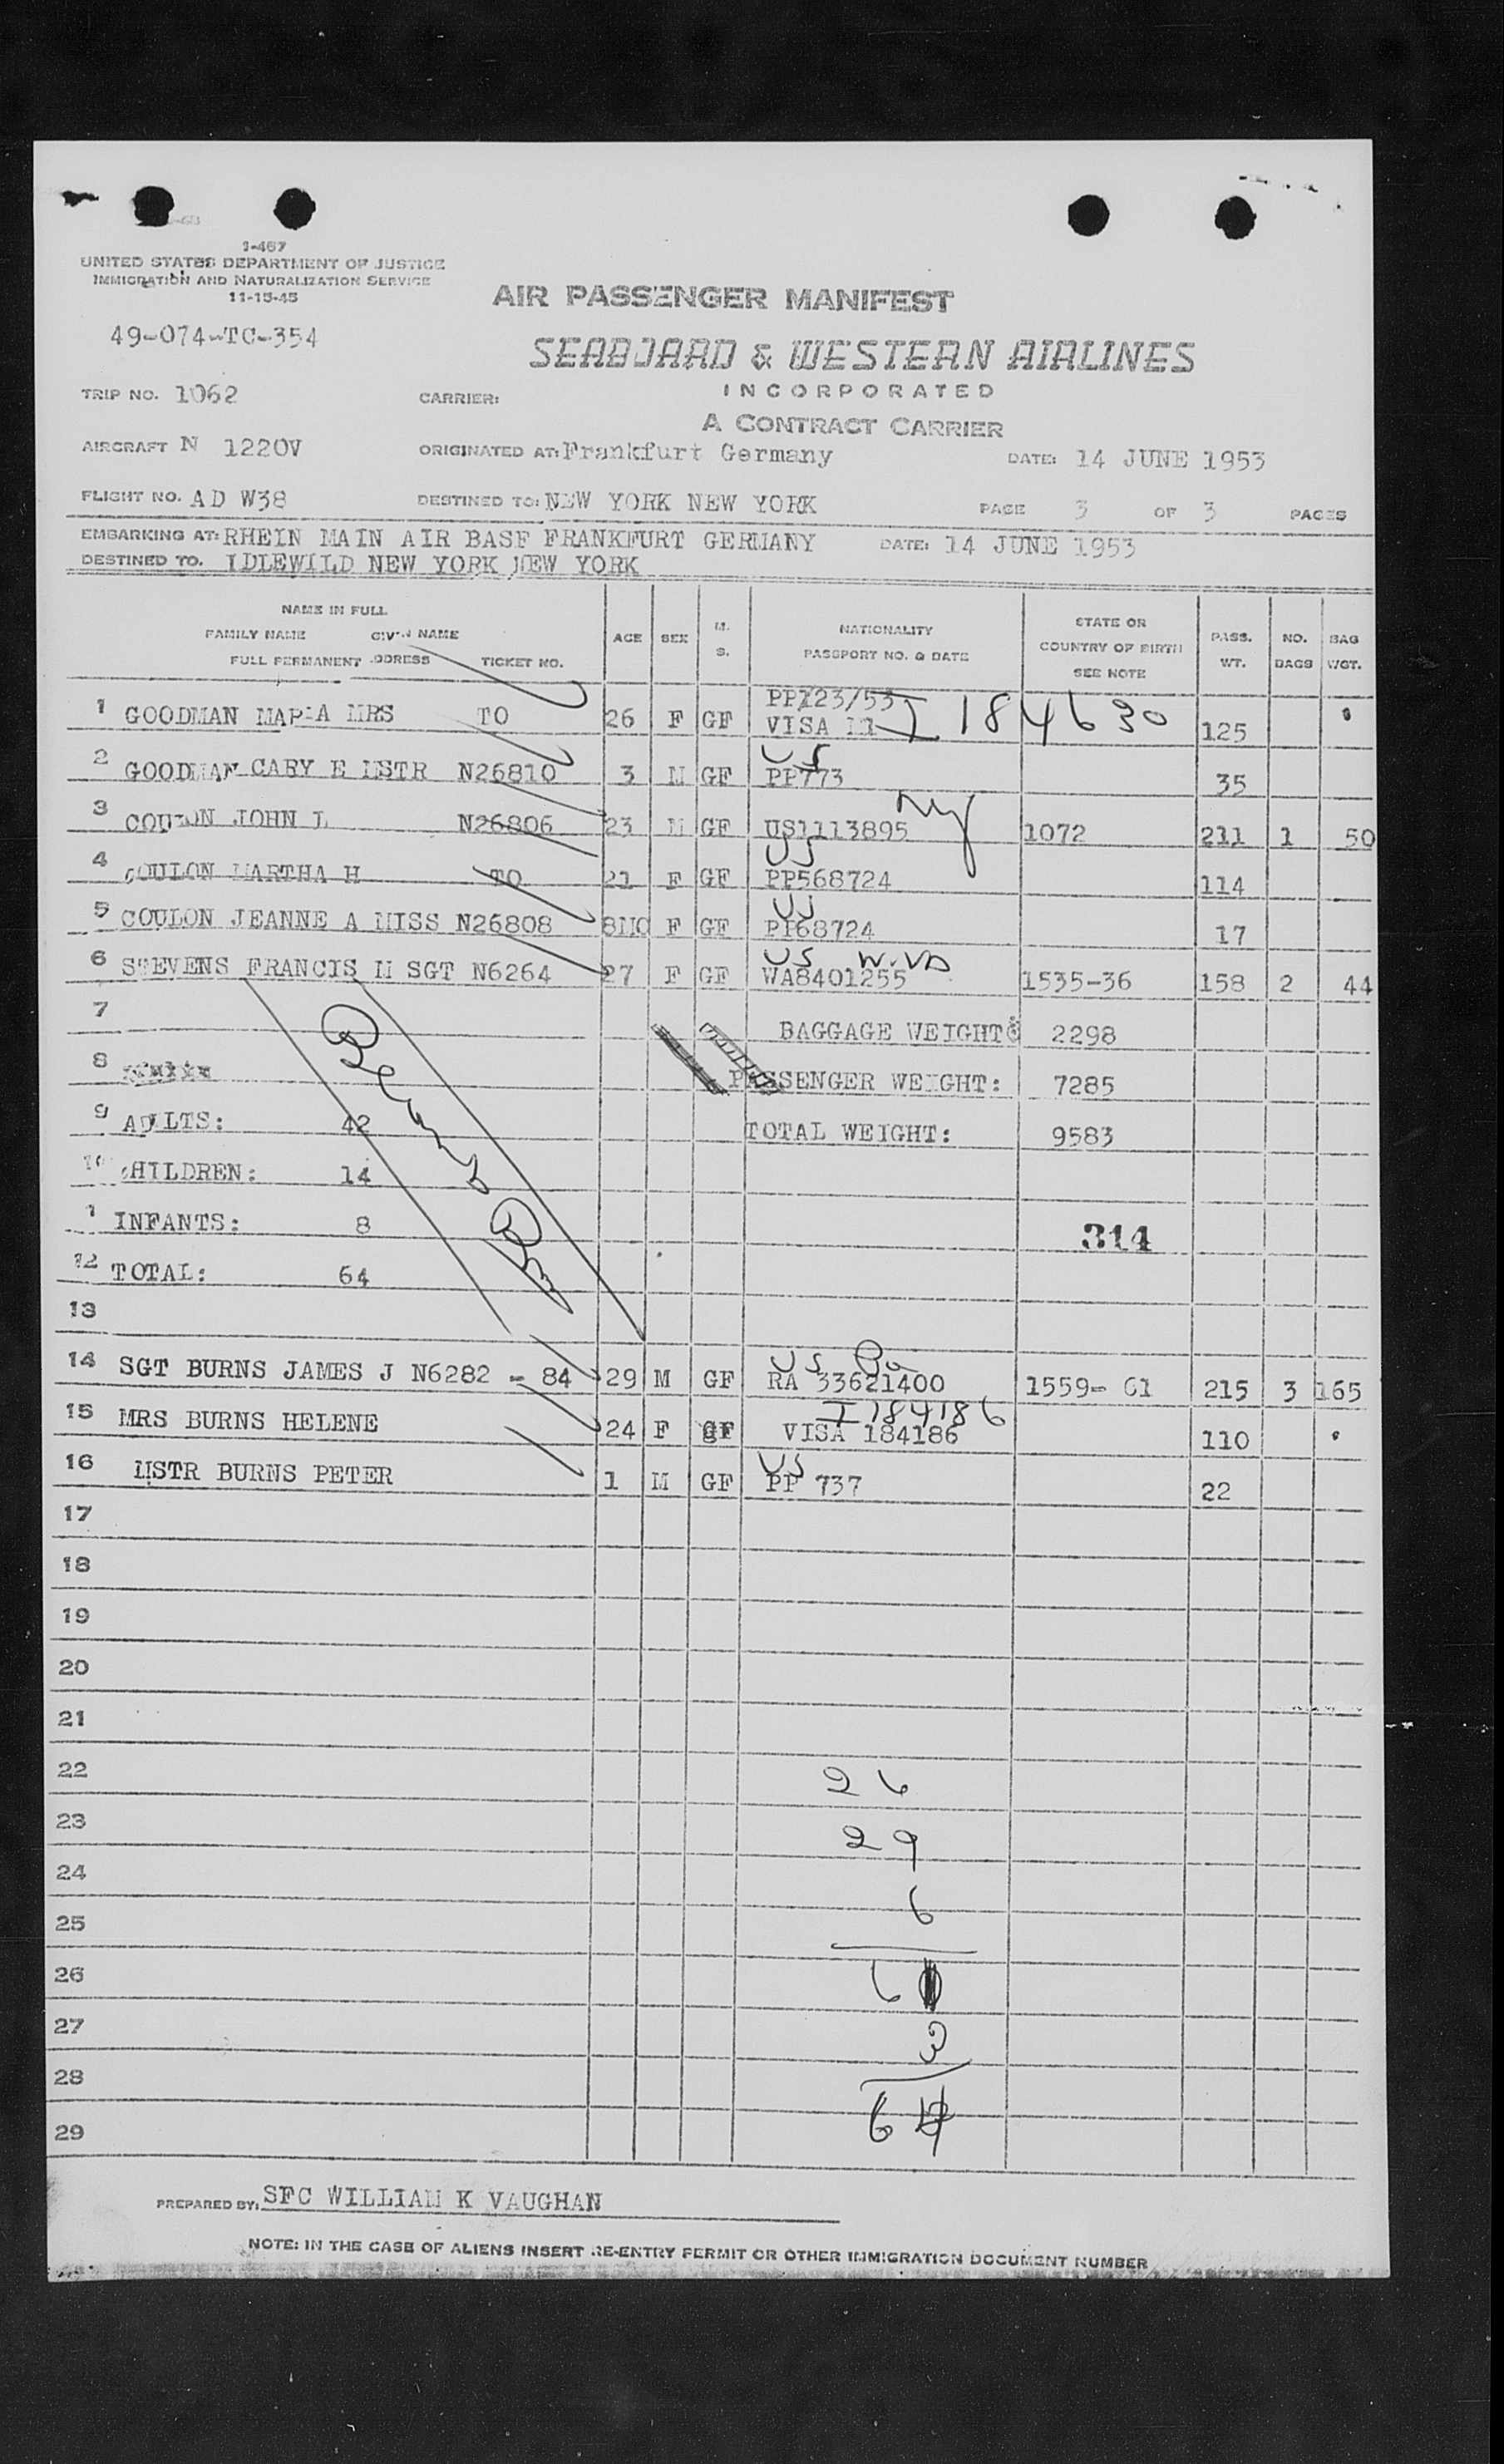 1-467
UNITED STATES DEPARTMENT OF JUSTICE
IMMIGRATION AND NATURALIZATION SERVICE
11-15-45
AIR PASSENGER MANIFEST
49-074-TC-354
SEABOARD & WESTERN AIRLINES
INCORPORATED
TRIP NO. 1062 CARRIER:
A CONTRACT CARRIER
AIRCRAFT N 1220V ORIGINATED AT: Frankfurt Germany DATE: 14 JUNE 1953
FLIGHT NO. AD W38 DESTINED TO: NEW YORK NEW YORK PAGE 3 OF 3 PAGES
EMBARKING AT: RHEIN MAIN AIR BASE FRANKFURT GERMANY DATE: 14 JUNE 1953
DESTINED TO. IDLEWILD NEW YORK NEW YORK
NAME IN FULL
FAMILY NAME GIVEN NAME
FULL PERMANENT ADDRESS TICKET NO.
AGE SEX M. S.
NATIONALITY
PASSPORT NO. & DATE
STATE OR
COUNTRY OF BIRTH
SEE NOTE
PASS. WT. NO. BAGS BAG WGT.
PP123/53
1 GOODMAN MARIA MRS TO 26 F GF VISA I 184630 125
US
2 GOODMAN CARY E MSTR N26810 3 M GF PP773 35
NY
3 COULON JOHN L N26806 23 M GF US1113895 1072 211 1 50
US
4 COULON MARTHA H TO 21 F GF PP568724 114
US
5 COULON JEANNE A MISS N26808 8MO F GF PP68724 17
US W.VA
6 STEVENS FRANCIS M SGT N6264 27 F GF WA8401255 1535-36 158 2 44
7 BAGGAGE WEIGHT: 2298
8 PASSENGER WEIGHT: 7285
9 ADULTS: 42 TOTAL WEIGHT: 9583
10 CHILDREN: 14
11 INFANTS: 8 314
12 TOTAL: 64
13
US Pa
14 SGT BURNS JAMES J N6282 - 84 29 M GF RA 33621400 1559- 61 215 3 165
I 184186
15 MRS BURNS HELENE 24 F GF VISA 184186 110
US
16 MSTR BURNS PETER 1 M GF PP 737 22
17
18
19
20
21
22 26
23 29
24
25 6
26 6
27 3
28
29 64
PREPARED BY: SFC WILLIAM K VAUGHAN
NOTE: IN THE CASE OF ALIENS INSERT RE-ENTRY PERMIT OR OTHER IMMIGRATION DOCUMENT NUMBER